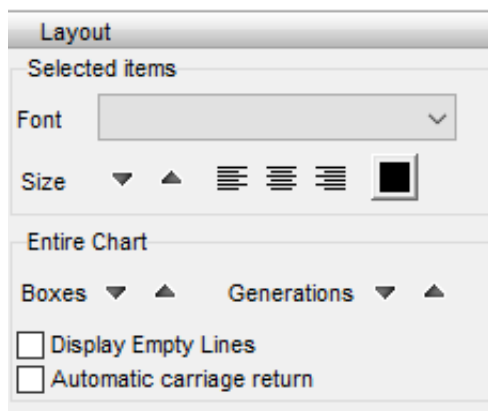 Layout
Selected items
Font
Size
Entire Chart
Boxes Generations
Display Empty Lines
Automatic carriage return